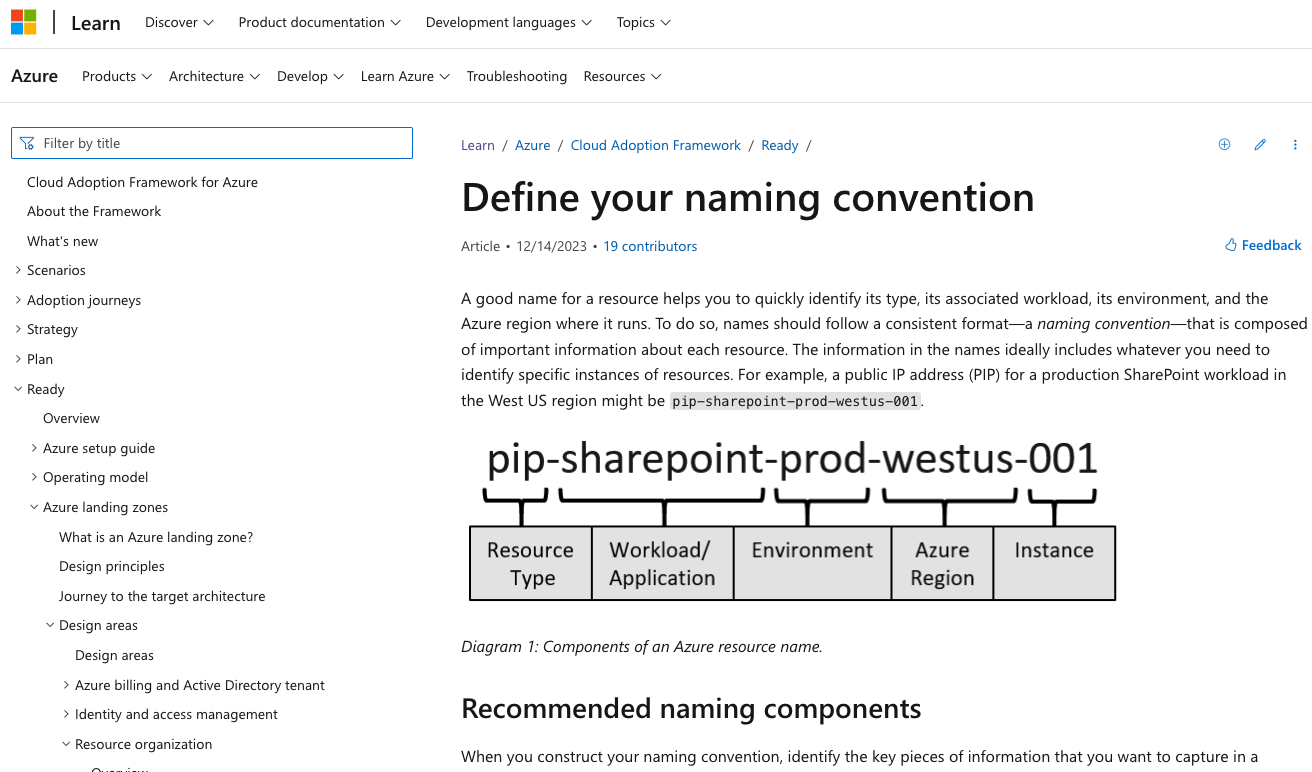 Learn Discover Product documentation Development languages Topics
Azure Products Architecture Develop Learn Azure Troubleshooting Resources
Filter by title
Cloud Adoption Framework for Azure
About the Framework
What's new
Scenarios
Adoption journeys
Strategy
Plan
Ready
Overview
Azure setup guide
Operating model
Azure landing zones
What is an Azure landing zone?
Design principles
Journey to the target architecture
Design areas
Design areas
Azure billing and Active Directory tenant
Identity and access management
Resource organization
Overview
Learn / Azure / Cloud Adoption Framework / Ready /
Define your naming convention
Article • 12/14/2023 • 19 contributors
Feedback
A good name for a resource helps you to quickly identify its type, its associated workload, its environment, and the
Azure region where it runs. To do so, names should follow a consistent format—a naming convention—that is composed
of important information about each resource. The information in the names ideally includes whatever you need to
identify specific instances of resources. For example, a public IP address (PIP) for a production SharePoint workload in
the West US region might be pip-sharepoint-prod-westus-001.
pip-sharepoint-prod-westus-001
Resource
Type
Workload/
Application
Environment
Azure
Region
Instance
Diagram 1: Components of an Azure resource name.
Recommended naming components
When you construct your naming convention, identify the key pieces of information that you want to capture in a